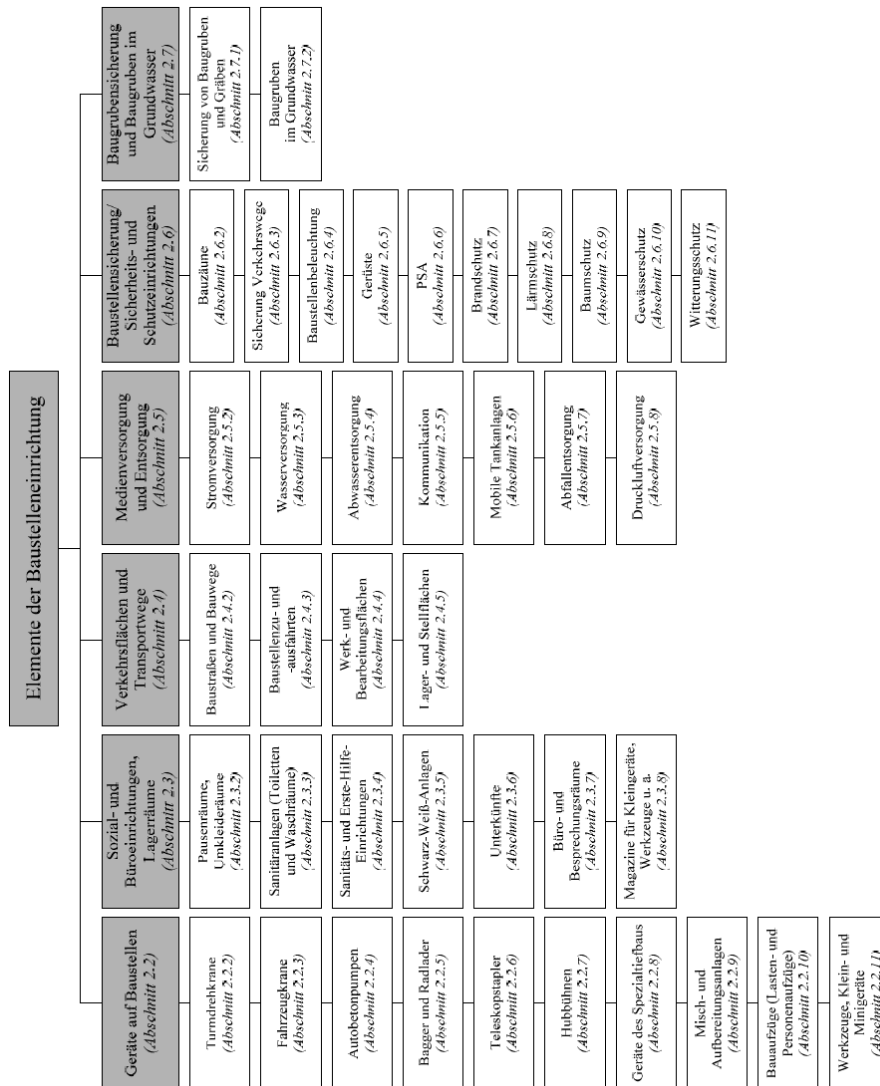 Elemente der Baustelleneinrichtung
Geräte auf Baustellen
(Abschnitt 2.2)
Turmdrehkrane
(Abschnitt 2.2.2)
Fahrzeugkrane
(Abschnitt 2.2.3)
Autobetonpumpen
(Abschnitt 2.2.4)
Bagger und Radlader
(Abschnitt 2.2.5)
Teleskopstapler
(Abschnitt 2.2.6)
Hubbühnen
(Abschnitt 2.2.7)
Geräte des Spezialtiefbaus
(Abschnitt 2.2.8)
Misch- und
Aufbereitungsanlagen
(Abschnitt 2.2.9)
Bauaufzüge (Lasten- und
Personenaufzüge)
(Abschnitt 2.2.10)
Werkzeuge, Klein- und
Minigeräte
(Abschnitt 2.2.11)
Sozial- und
Büroeinrichtungen,
Lagerräume
(Abschnitt 2.3)
Pausenräume,
Umkleideräume
(Abschnitt 2.3.2)
Sanitäranlagen (Toiletten
und Waschräume)
(Abschnitt 2.3.3)
Sanitäts- und Erste-Hilfe-
Einrichtungen
(Abschnitt 2.3.4)
Schwarz-Weiß-Anlagen
(Abschnitt 2.3.5)
Unterkünfte
(Abschnitt 2.3.6)
Büro- und
Besprechungsräume
(Abschnitt 2.3.7)
Magazine für Kleingeräte,
Werkzeuge u. a.
(Abschnitt 2.3.8)
Verkehrsflächen und
Transportwege
(Abschnitt 2.4)
Baustraßen und Bauwege
(Abschnitt 2.4.2)
Baustellenzu- und
-ausfahrten
(Abschnitt 2.4.3)
Werk- und
Bearbeitungsflächen
(Abschnitt 2.4.4)
Lager- und Stellflächen
(Abschnitt 2.4.5)
Medienversorgung
und Entsorgung
(Abschnitt 2.5)
Stromversorgung
(Abschnitt 2.5.2)
Wasserversorgung
(Abschnitt 2.5.3)
Abwasserentsorgung
(Abschnitt 2.5.4)
Kommunikation
(Abschnitt 2.5.5)
Mobile Tankanlagen
(Abschnitt 2.5.6)
Abfallentsorgung
(Abschnitt 2.5.7)
Druckluftversorgung
(Abschnitt 2.5.8)
Baustellensicherung/
Sicherheits- und
Schutzeinrichtungen
(Abschnitt 2.6)
Bauzäune
(Abschnitt 2.6.2)
Sicherung Verkehrswege
(Abschnitt 2.6.3)
Baustellenbeleuchtung
(Abschnitt 2.6.4)
Gerüste
(Abschnitt 2.6.5)
PSA
(Abschnitt 2.6.6)
Brandschutz
(Abschnitt 2.6.7)
Lärmschutz
(Abschnitt 2.6.8)
Baumschutz
(Abschnitt 2.6.9)
Gewässerschutz
(Abschnitt 2.6.10)
Witterungsschutz
(Abschnitt 2.6.11)
Baugrubensicherung
und Baugruben im
Grundwasser
(Abschnitt 2.7)
Sicherung von Baugruben
und Gräben
(Abschnitt 2.7.1)
Baugruben
im Grundwasser
(Abschnitt 2.7.2)